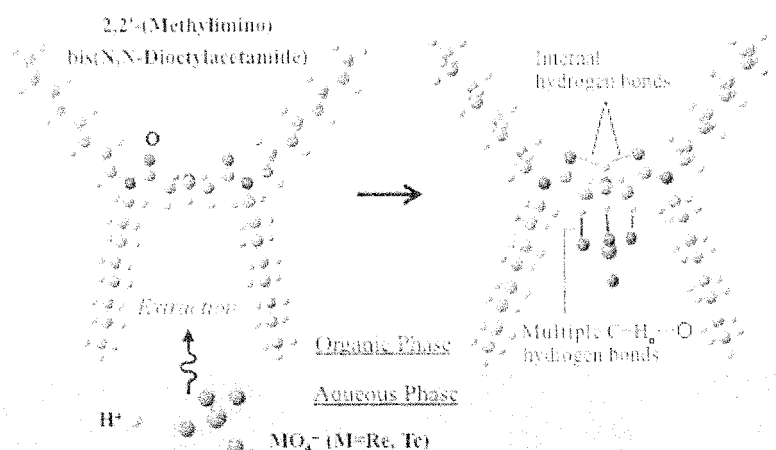 2,2'-(Methylimino)
bis(N,N-Dioctylacetamide)
O
Internal
hydrogen bonds
Extraction
Organic Phase
Aqueous Phase
H⁺
MO₄⁻ (M=Re, Tc)
Multiple C−Hα···O
hydrogen bonds